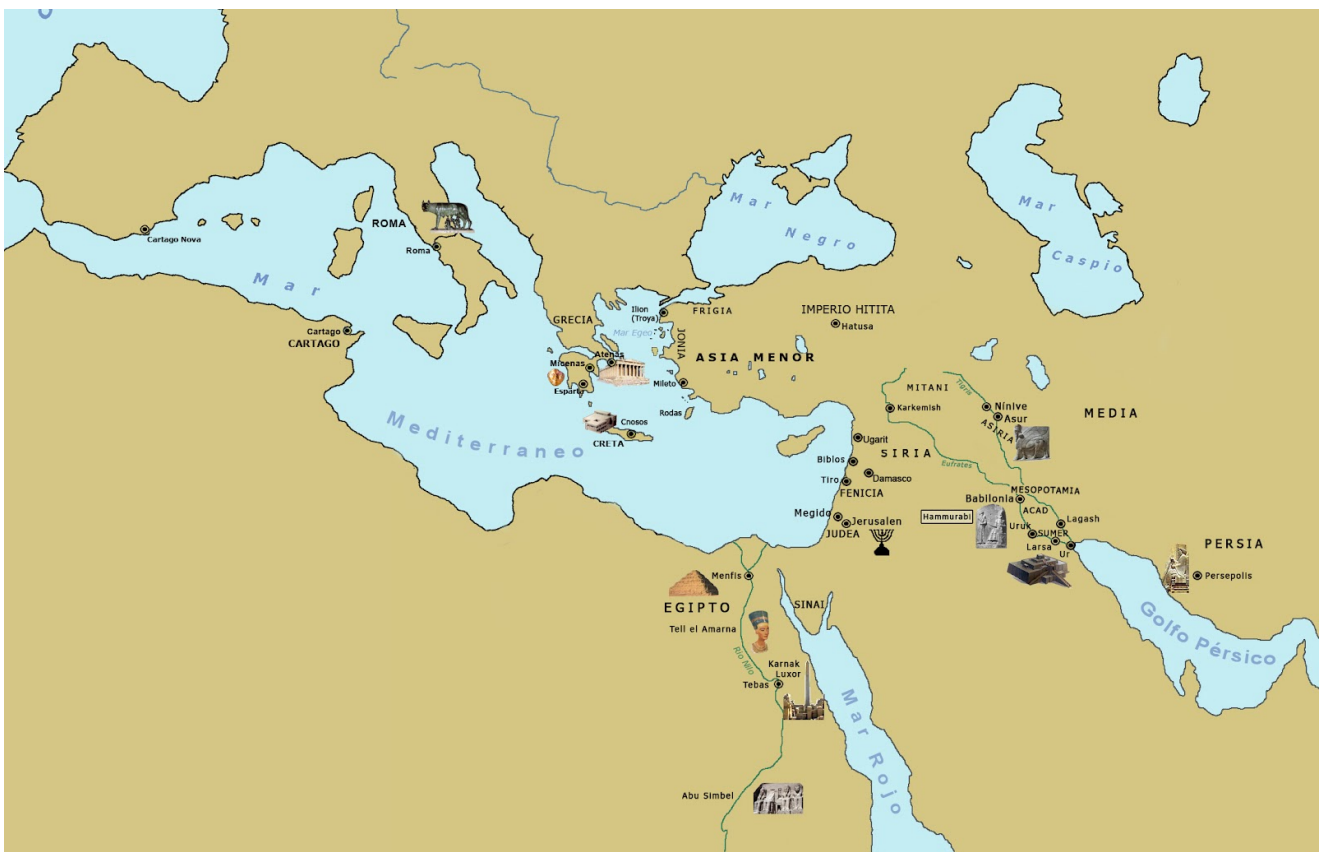 Mar
Negro
Mar
Caspio
Cartago Nova
ROMA
Roma
Mar
Mediterraneo
Cartago
CARTAGO
GRECIA
Ilion
(Troya)
FRIGIA
Mar Egeo
JONIA
IMPERIO HITITA
Hatusa
ASIA MENOR
Micenas
Atenas
Esparta
Mileto
Rodas
Cnosos
CRETA
MITANI
Tigris
Karkemish
Nínive
Asur
ASIRIA
MEDIA
Ugarit
SIRIA
Eufrates
Biblos
Damasco
Tiro
FENICIA
MESOPOTAMIA
Babilonia
ACAD
Megido
Jerusalen
JUDEA
Hammurabi
Uruk
SUMER
Lagash
Larsa
Ur
PERSIA
Persepolis
Menfis
EGIPTO
SINAI
Tell el Amarna
Río Nilo
Karnak
Luxor
Tebas
Golfo Pérsico
Mar Rojo
Abu Simbel